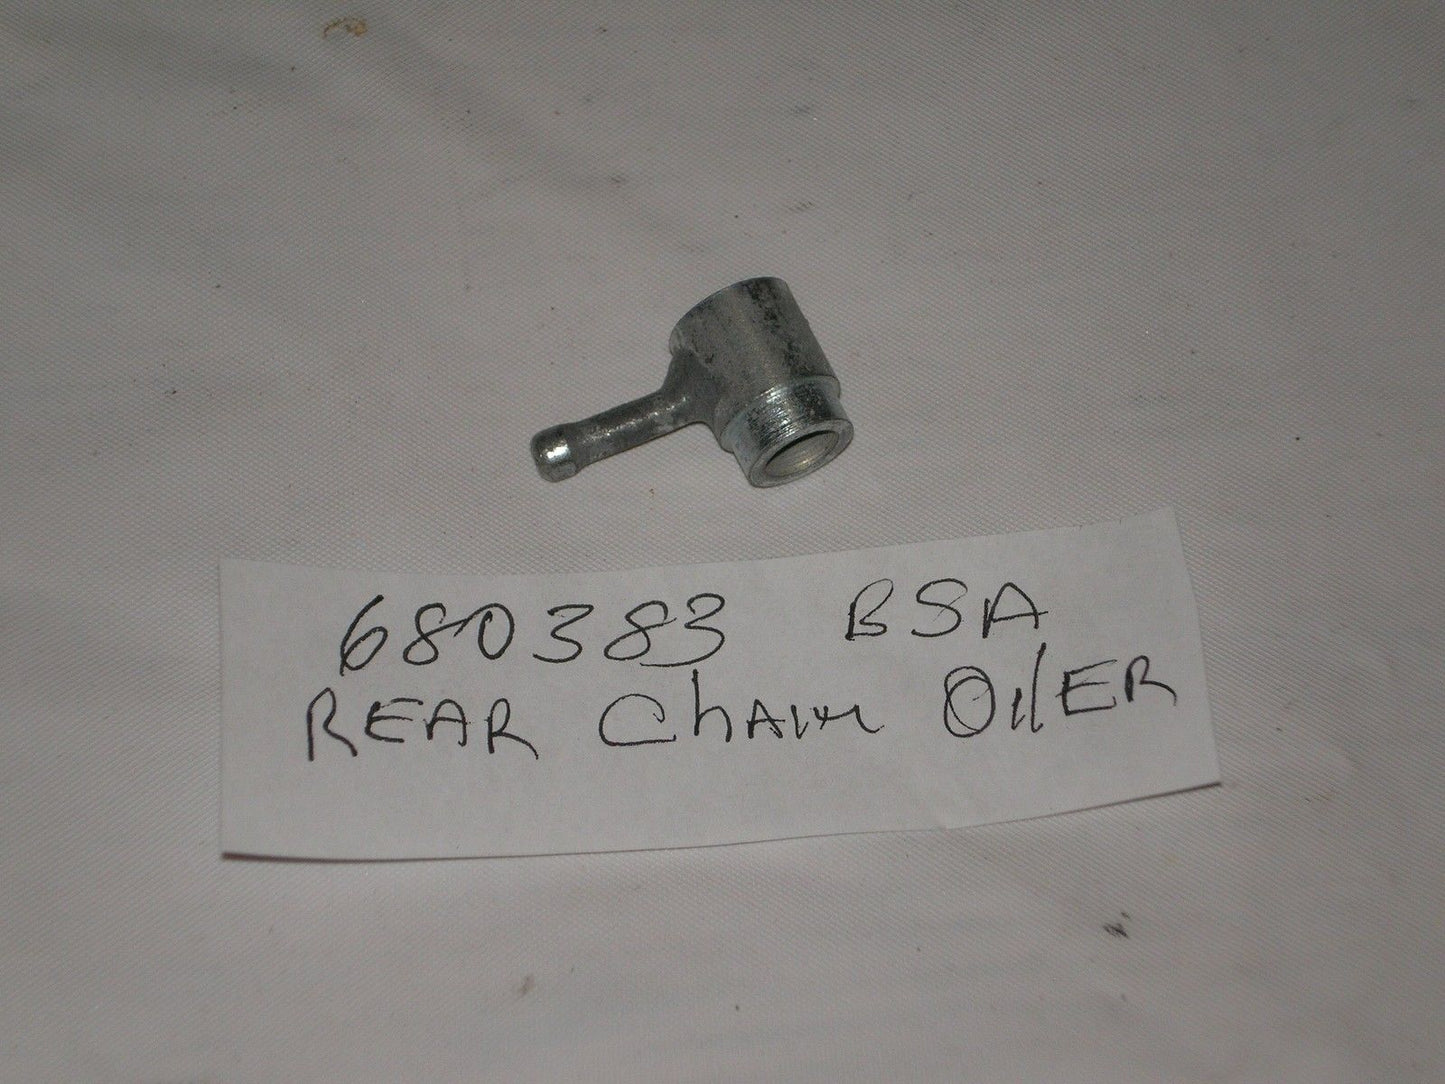 680383 BSA
REAR ChAIN OilER